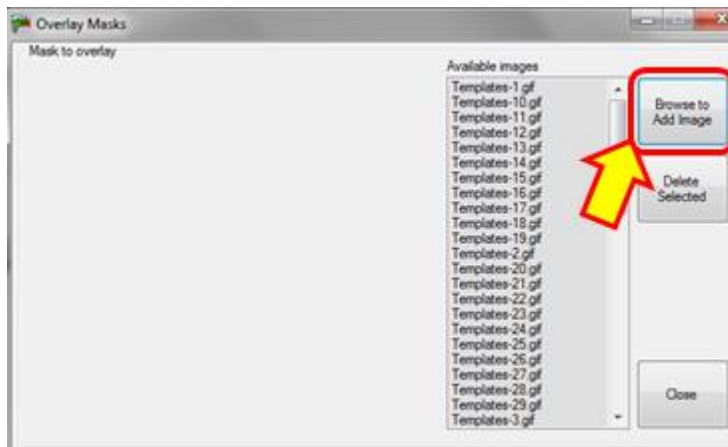 Overlay Masks
Mask to overlay
Available images
Templates-1.gif
Templates-10.gif
Templates-11.gif
Templates-12.gif
Templates-13.gif
Templates-14.gif
Templates-15.gif
Templates-16.gif
Templates-17.gif
Templates-18.gif
Templates-19.gif
Templates-2.gif
Templates-20.gif
Templates-21.gif
Templates-22.gif
Templates-23.gif
Templates-24.gif
Templates-25.gif
Templates-26.gif
Templates-27.gif
Templates-28.gif
Templates-29.gif
Templates-3.gif
Browse to
Add Image
Delete
Selected
Close